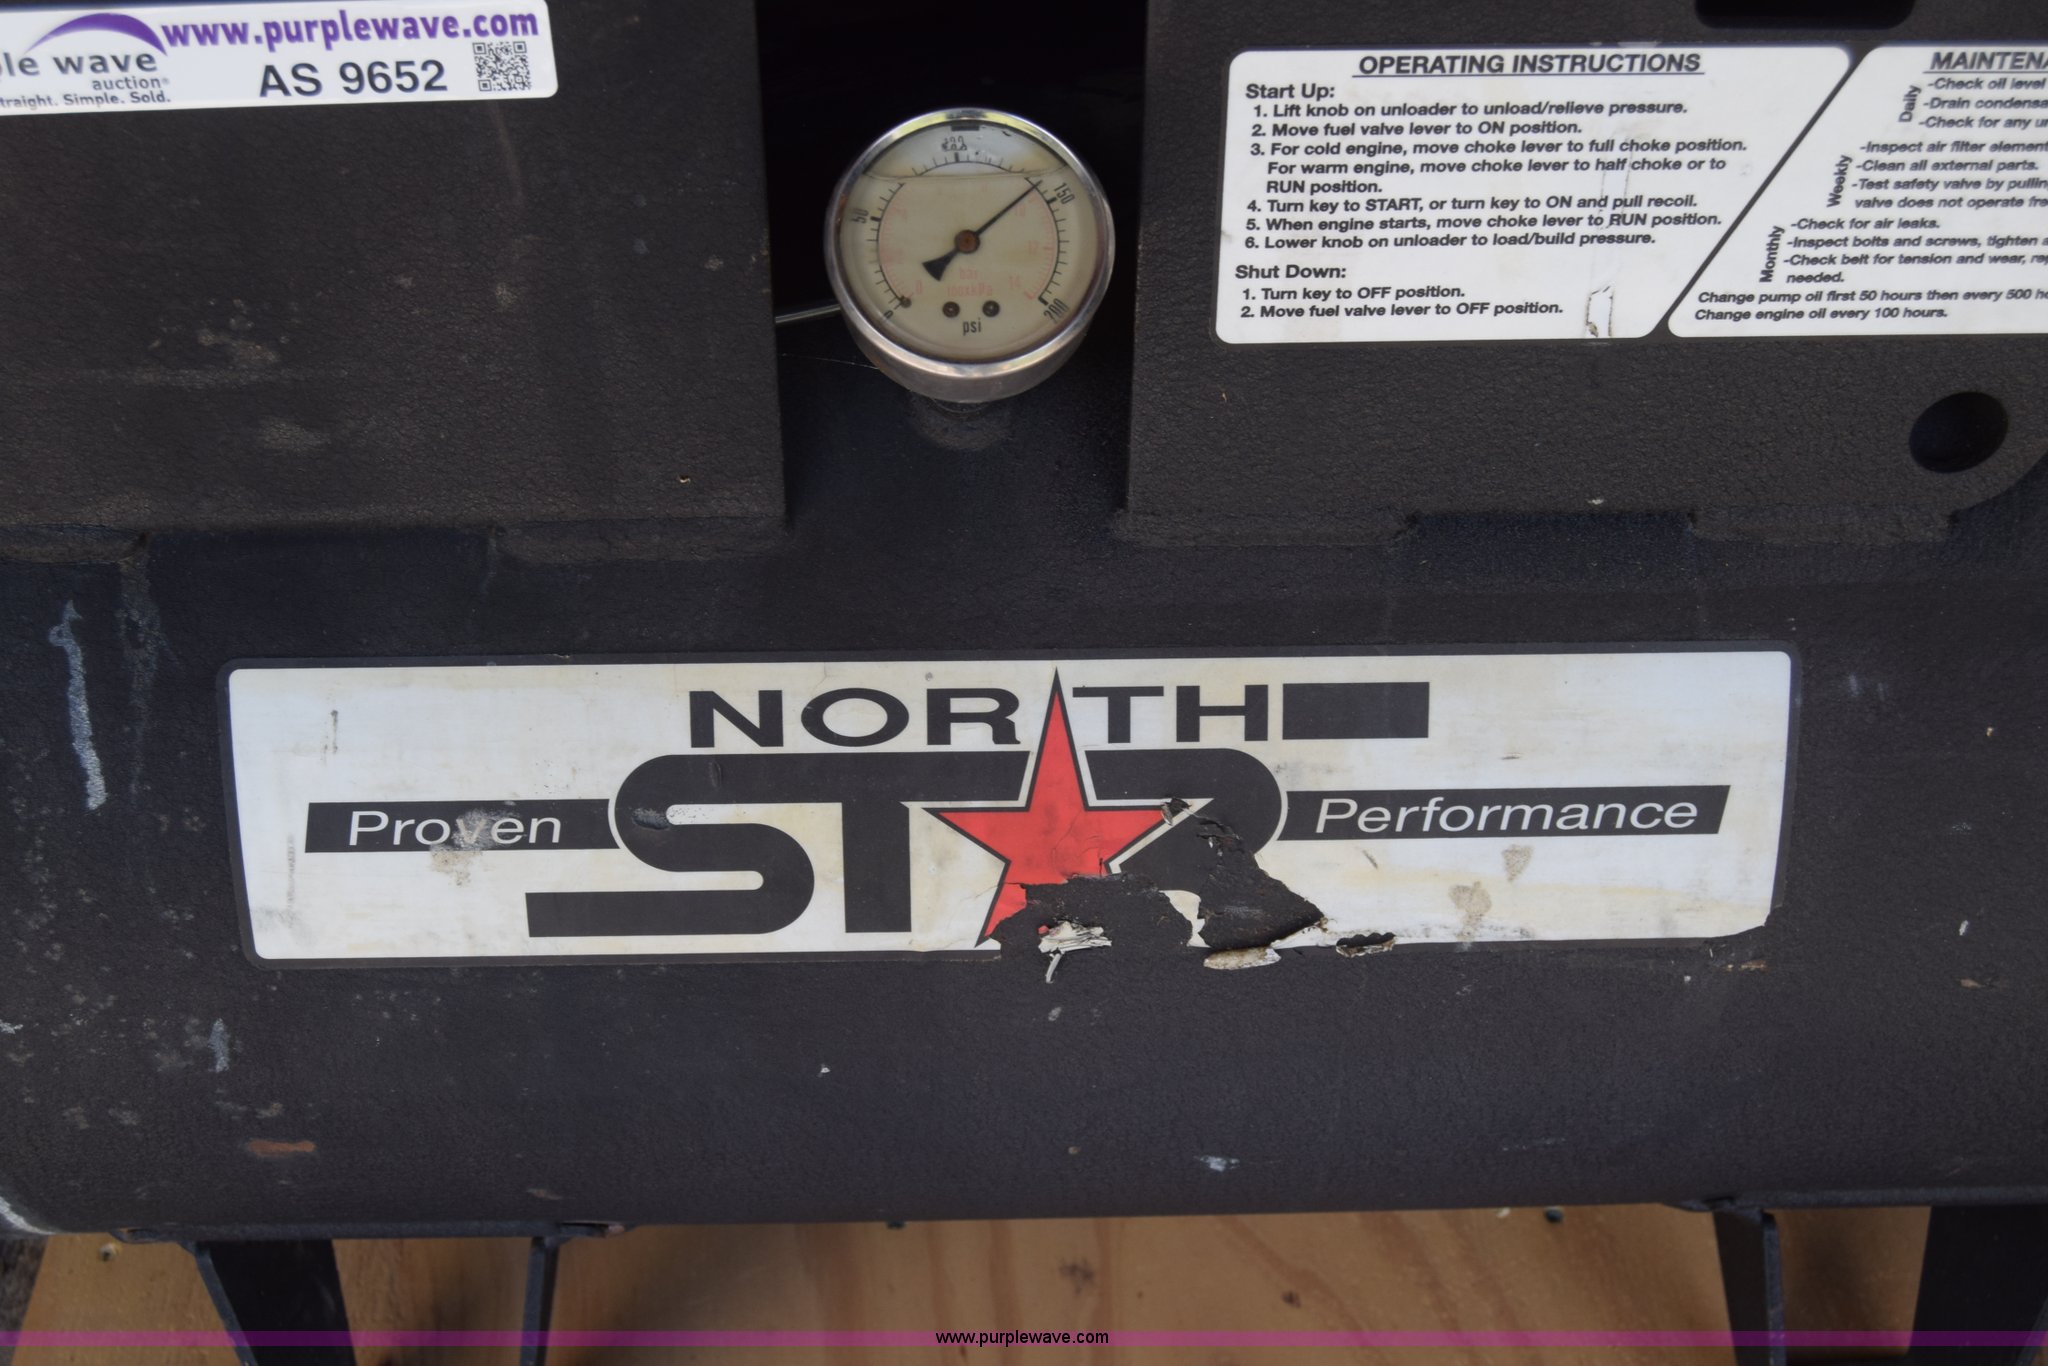 www.purplewave.com
ple wave
auction
AS 9652
traight. Simple. Sold.
100
50
150
0
200
bar
100xkPa
14
psi
OPERATING INSTRUCTIONS
Start Up:
1. Lift knob on unloader to unload/relieve pressure.
2. Move fuel valve lever to ON position.
3. For cold engine, move choke lever to full choke position.
For warm engine, move choke lever to half choke or to
RUN position.
4. Turn key to START, or turn key to ON and pull recoil.
5. When engine starts, move choke lever to RUN position.
6. Lower knob on unloader to load/build pressure.
Shut Down:
1. Turn key to OFF position.
2. Move fuel valve lever to OFF position.
MAINTENA
Daily
-Check oil level
-Drain condensa
-Check for any
Weekly
-Inspect air filter element
-Clean all external parts.
-Test safety valve by pulling
valve does not operate fre
Monthly
-Check for air leaks.
-Inspect bolts and screws, tighten
-Check belt for tension and wear,
needed.
Change pump oil first 50 hours then every 500
Change engine oil every 100 hours.
NORTH
STAR
Proven
Performance
www.purplewave.com